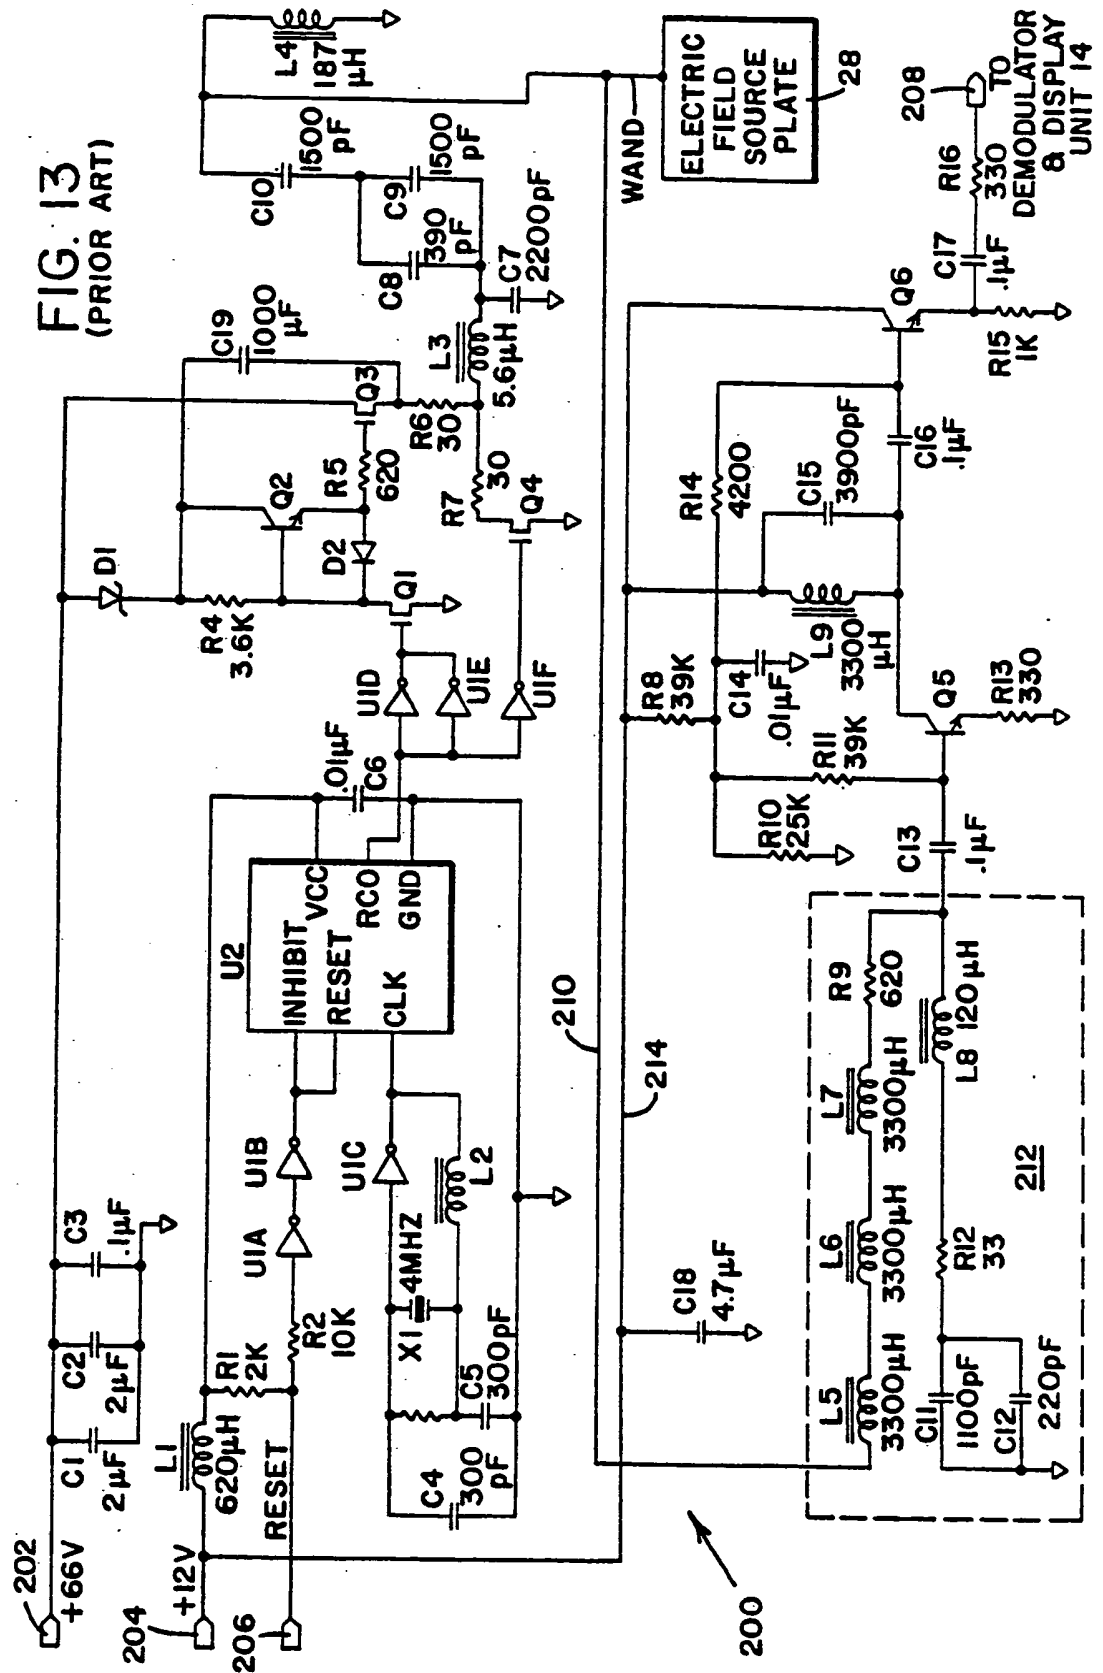 FIG. 13
(PRIOR ART)
202
+66V
C1
2µF
C2
2µF
C3
.1µF
204
+12V
L1
620µH
206
RESET
R1
2K
R2
10K
U1A
U1B
U2
INHIBIT
RESET
CLK
VCC
RCO
GND
C4
300
pF
C5
300pF
X1
4MHZ
U1C
L2
.01µF
C6
U1D
U1E
U1F
D1
R4
3.6K
Q2
D2
R5
620
Q1
Q3
C19
1000
µF
R6
30
R7
30
Q4
L3
5.6µH
C7
2200pF
C8
390
pF
C9
1500
pF
C10
1500
pF
L4
187
µH
WAND
ELECTRIC
FIELD
SOURCE
PLATE
28
210
214
200
C18
4.7µF
R8
39K
R10
25K
R11
39K
C14
.01µF
R14
4200
L9
3300
µH
C15
3900pF
C16
.1µF
Q5
R13
330
C13
.1µF
Q6
R15
1K
C17
.1µF
R16
330
208
TO
DEMODULATOR
& DISPLAY
UNIT 14
L5
3300µH
L6
3300µH
L7
3300µH
R9
620
C11
1100pF
C12
220pF
R12
33
L8
120µH
212